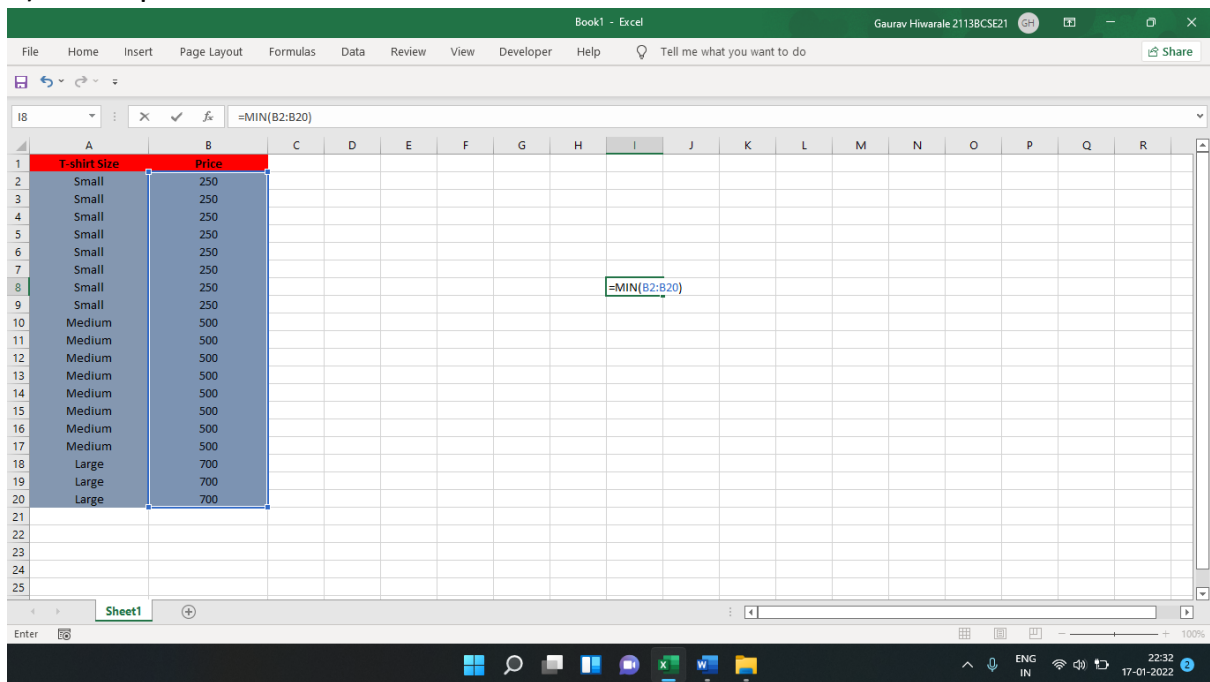 Book1 - Excel Gaurav Hiwarale 2113BCSE21 GH
File Home Insert Page Layout Formulas Data Review View Developer Help Tell me what you want to do Share
I8 fx =MIN(B2:B20)
A B C D E F G H I J K L M N O P Q R
1 T-shirt Size Price
2 Small 250
3 Small 250
4 Small 250
5 Small 250
6 Small 250
7 Small 250
8 Small 250 =MIN(B2:B20)
9 Small 250
10 Medium 500
11 Medium 500
12 Medium 500
13 Medium 500
14 Medium 500
15 Medium 500
16 Medium 500
17 Medium 500
18 Large 700
19 Large 700
20 Large 700
21
22
23
24
25
Sheet1
Enter 100%
ENG 22:32
IN 17-01-2022 2